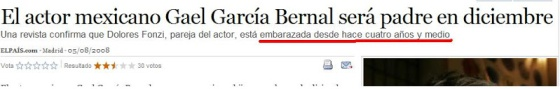 El actor mexicano Gael García Bernal será padre en diciembre
Una revista confirma que Dolores Fonzi, pareja del actor, está embarazada desde hace cuatro años y medio
ELPAÍS.com - Madrid - 05/08/2008
Vota Resultado 38 votos